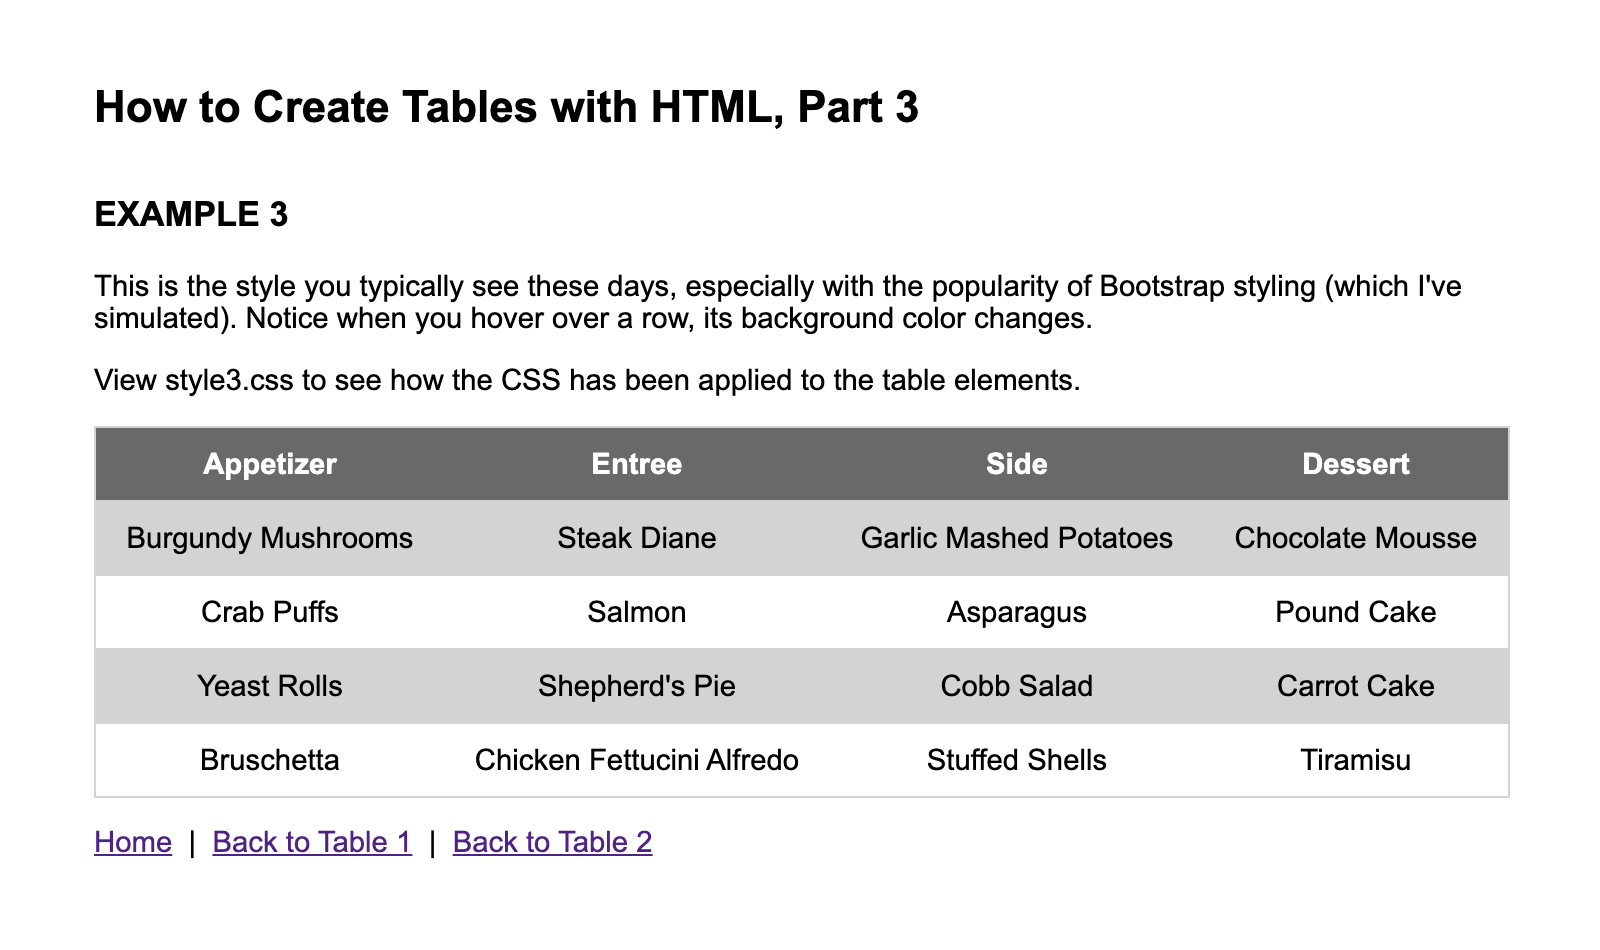 How to Create Tables with HTML, Part 3
EXAMPLE 3
This is the style you typically see these days, especially with the popularity of Bootstrap styling (which I've
simulated). Notice when you hover over a row, its background color changes.
View style3.css to see how the CSS has been applied to the table elements.
Appetizer Entree Side Dessert
Burgundy Mushrooms Steak Diane Garlic Mashed Potatoes Chocolate Mousse
Crab Puffs Salmon Asparagus Pound Cake
Yeast Rolls Shepherd's Pie Cobb Salad Carrot Cake
Bruschetta Chicken Fettucini Alfredo Stuffed Shells Tiramisu
Home | Back to Table 1 | Back to Table 2